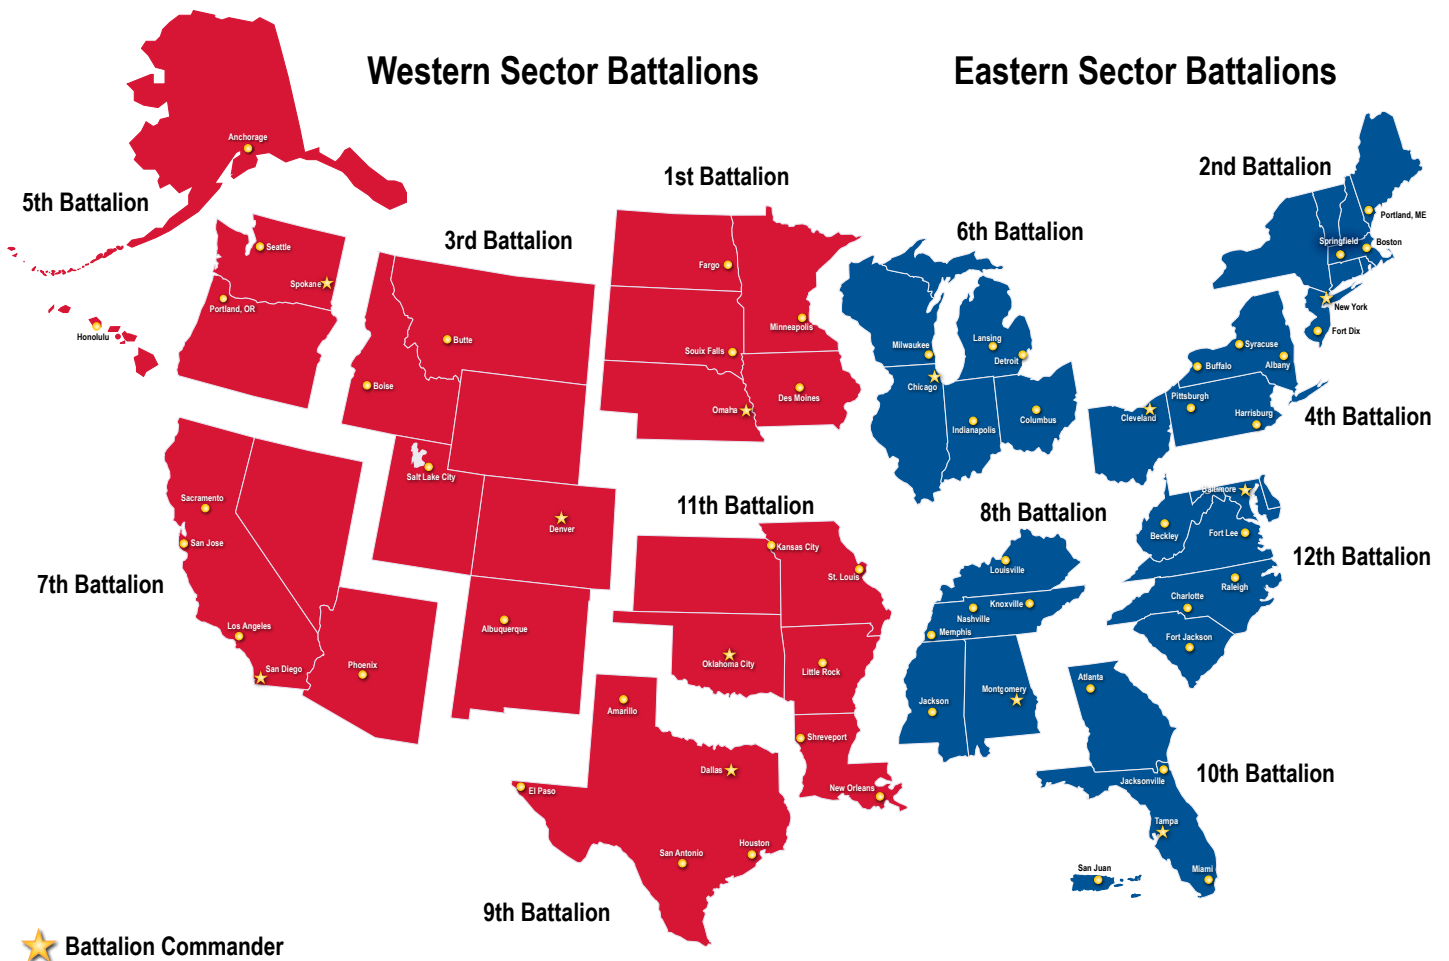 Western Sector Battalions
Eastern Sector Battalions
5th Battalion
Anchorage
Seattle
Spokane
Portland, OR
Honolulu
3rd Battalion
Butte
Boise
Salt Lake City
Denver
Albuquerque
1st Battalion
Fargo
Minneapolis
Souix Falls
Des Moines
Omaha
7th Battalion
Sacramento
San Jose
Los Angeles
San Diego
Phoenix
11th Battalion
Kansas City
St. Louis
Oklahoma City
Little Rock
Shreveport
New Orleans
9th Battalion
Amarillo
Dallas
El Paso
San Antonio
Houston
2nd Battalion
Portland, ME
Springfield
Boston
New York
Fort Dix
6th Battalion
Milwaukee
Lansing
Detroit
Chicago
Indianapolis
Columbus
4th Battalion
Syracuse
Buffalo
Albany
Pittsburgh
Cleveland
Harrisburg
8th Battalion
Louisville
Knoxville
Nashville
Memphis
Jackson
Montgomery
12th Battalion
Baltimore
Beckley
Fort Lee
Raleigh
Charlotte
Fort Jackson
10th Battalion
Atlanta
Jacksonville
Tampa
San Juan
Miami
Battalion Commander